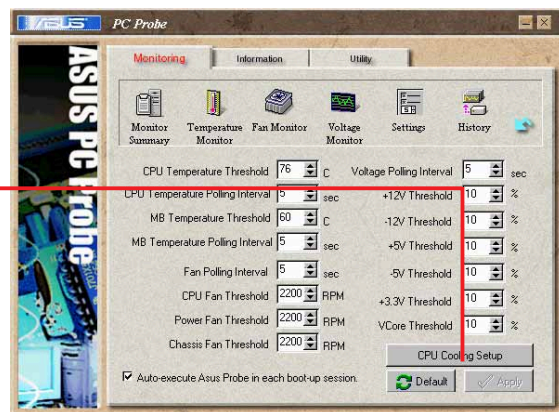 ASUS PC Probe
ASUS PC Probe
Monitoring Information Utility
Monitor Summary
Temperature Monitor
Fan Monitor
Voltage Monitor
Settings
History
CPU Temperature Threshold 76 C
CPU Temperature Polling Interval 5 sec
MB Temperature Threshold 60 C
MB Temperature Polling Interval 5 sec
Fan Polling Interval 5 sec
CPU Fan Threshold 2200 RPM
Power Fan Threshold 2200 RPM
Chassis Fan Threshold 2200 RPM
Voltage Polling Interval 5 sec
+12V Threshold 10 %
-12V Threshold 10 %
+5V Threshold 10 %
-5V Threshold 10 %
+3.3V Threshold 10 %
VCore Threshold 10 %
CPU Cooling Setup
Auto-execute Asus Probe in each boot-up session.
Default
Apply